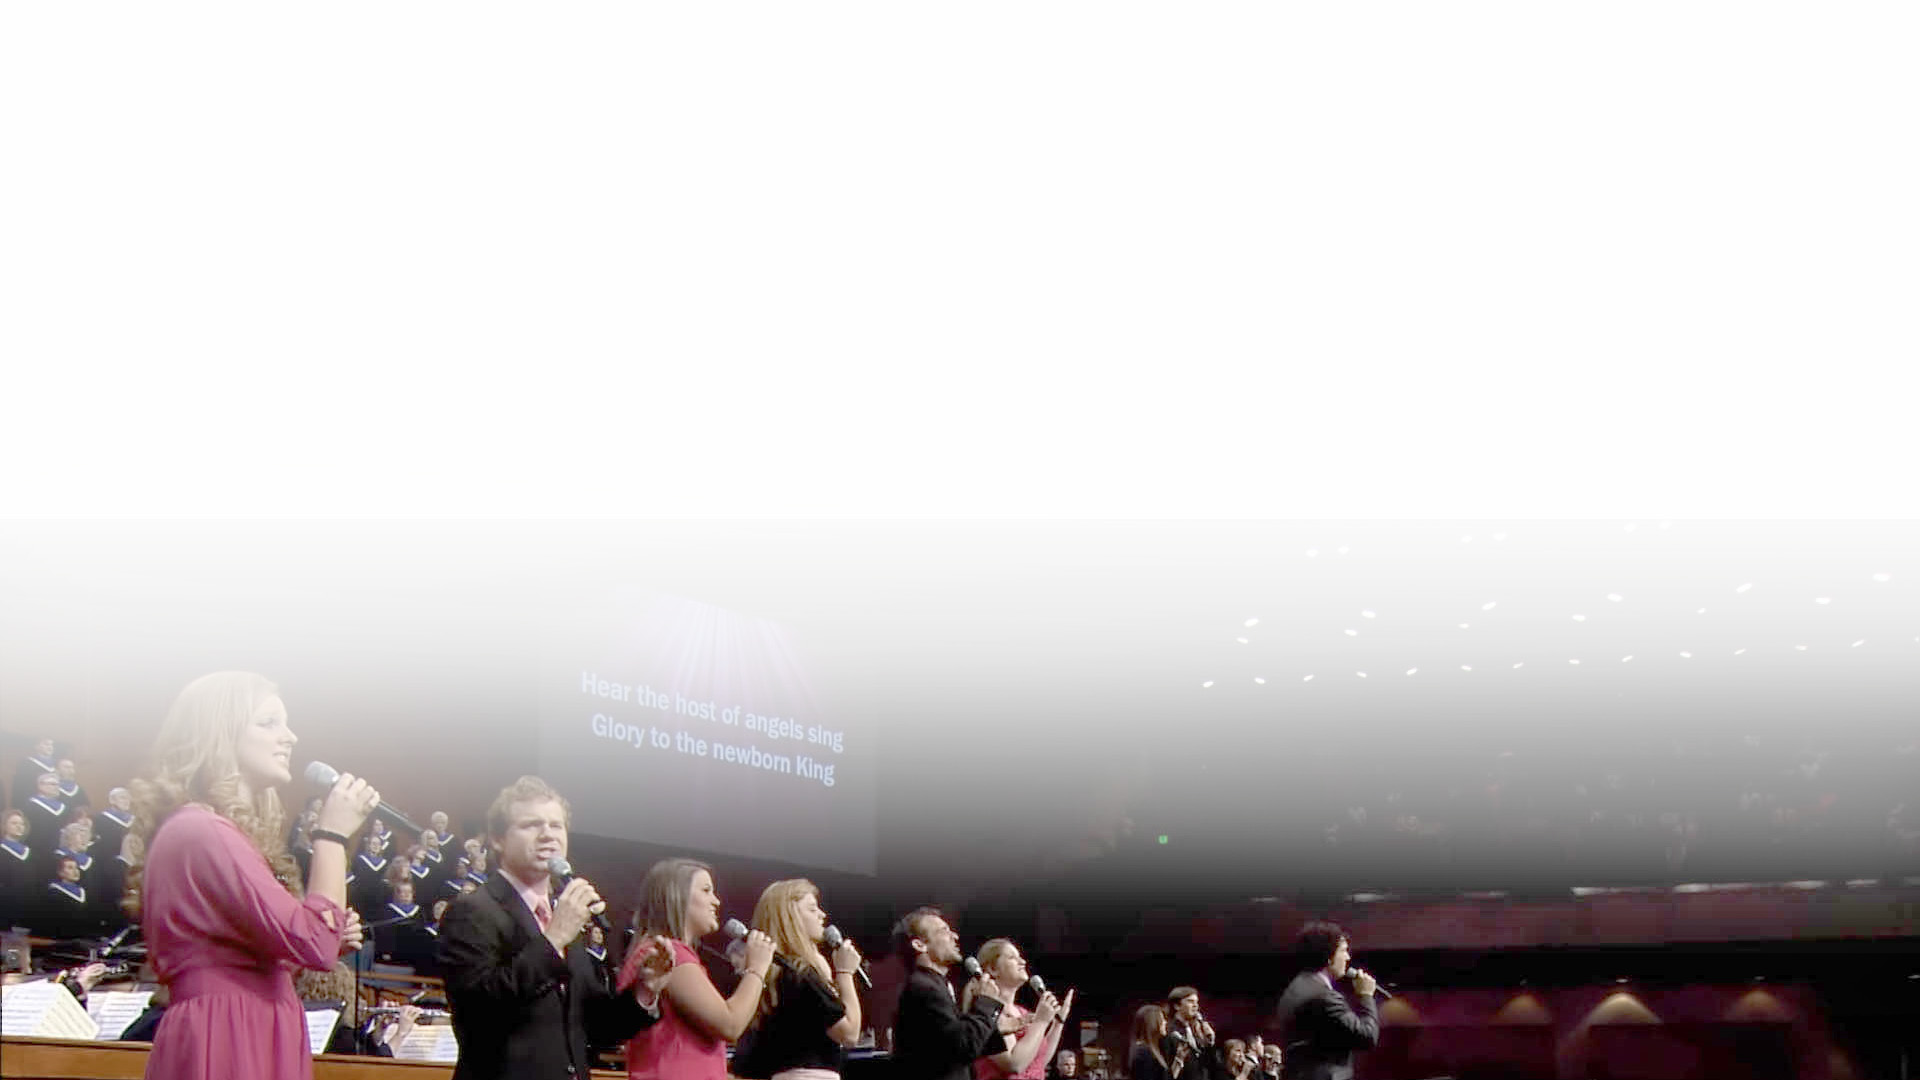 Hear the host of angels sing
Glory to the newborn King